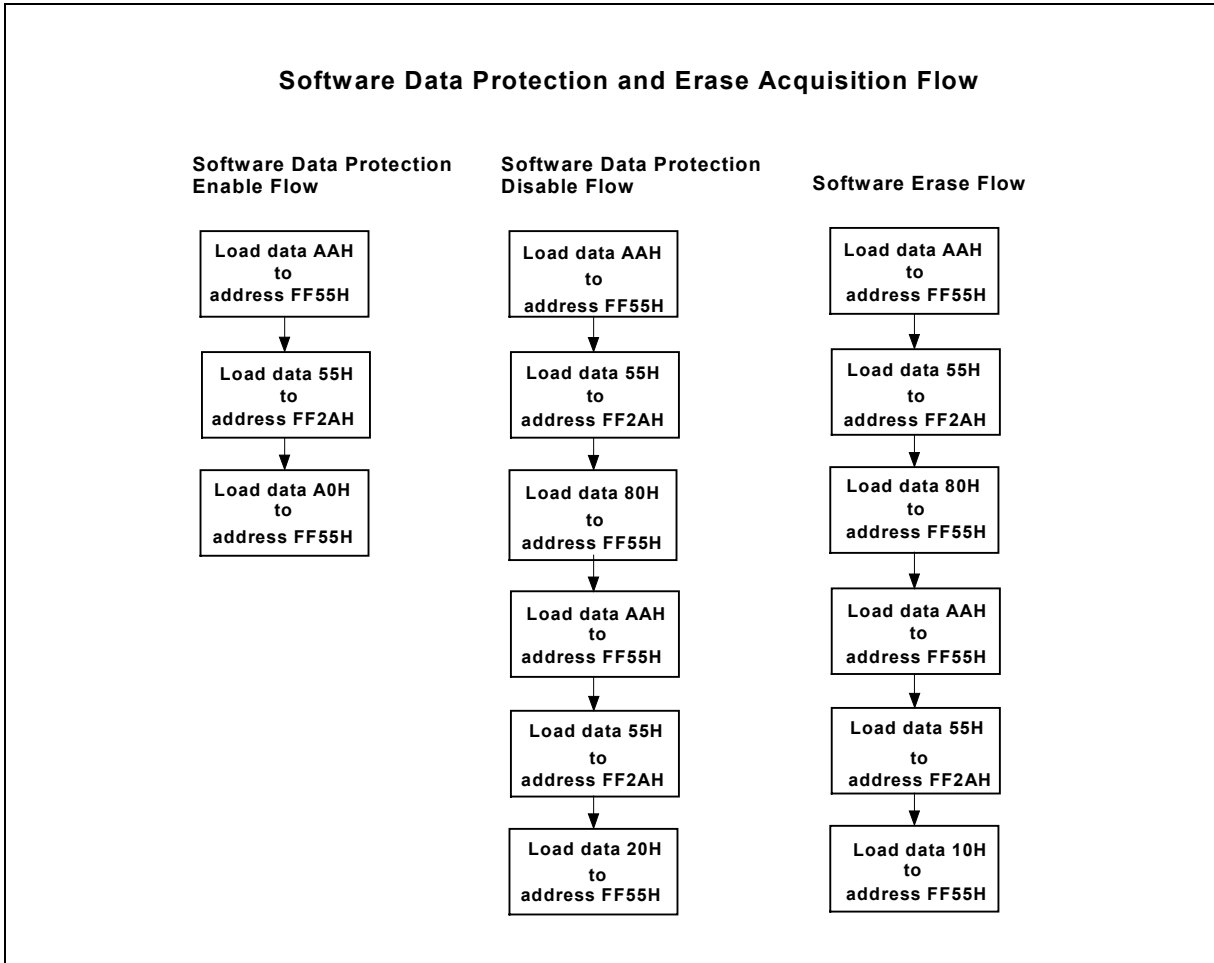 Software Data Protection and Erase Acquisition Flow
Software Data Protection
Enable Flow
Load data AAH
to
address FF55H
Load data 55H
to
address FF2AH
Load data A0H
to
address FF55H
Software Data Protection
Disable Flow
Load data AAH
to
address FF55H
Load data 55H
to
address FF2AH
Load data 80H
to
address FF55H
Load data AAH
to
address FF55H
Load data 55H
to
address FF2AH
Load data 20H
to
address FF55H
Software Erase Flow
Load data AAH
to
address FF55H
Load data 55H
to
address FF2AH
Load data 80H
to
address FF55H
Load data AAH
to
address FF55H
Load data 55H
to
address FF2AH
Load data 10H
to
address FF55H